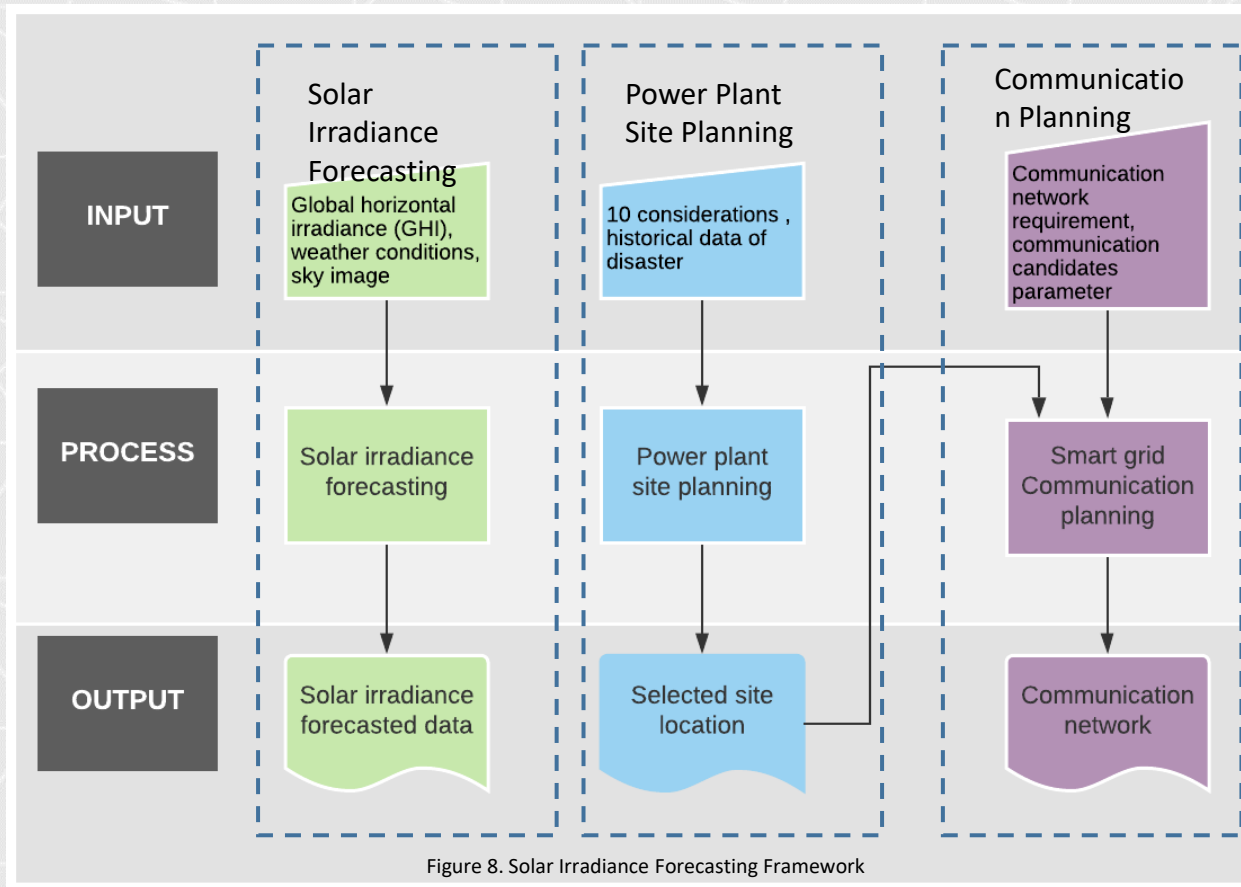 Solar
Irradiance
Forecasting
Power Plant
Site Planning
Communicatio
n Planning
INPUT
Global horizontal
irradiance (GHI),
weather conditions,
sky image
10 considerations ,
historical data of
disaster
Communication
network
requirement,
communication
candidates
parameter
PROCESS
Solar irradiance
forecasting
Power plant
site planning
Smart grid
Communication
planning
OUTPUT
Solar irradiance
forecasted data
Selected site
location
Communication
network
Figure 8. Solar Irradiance Forecasting Framework